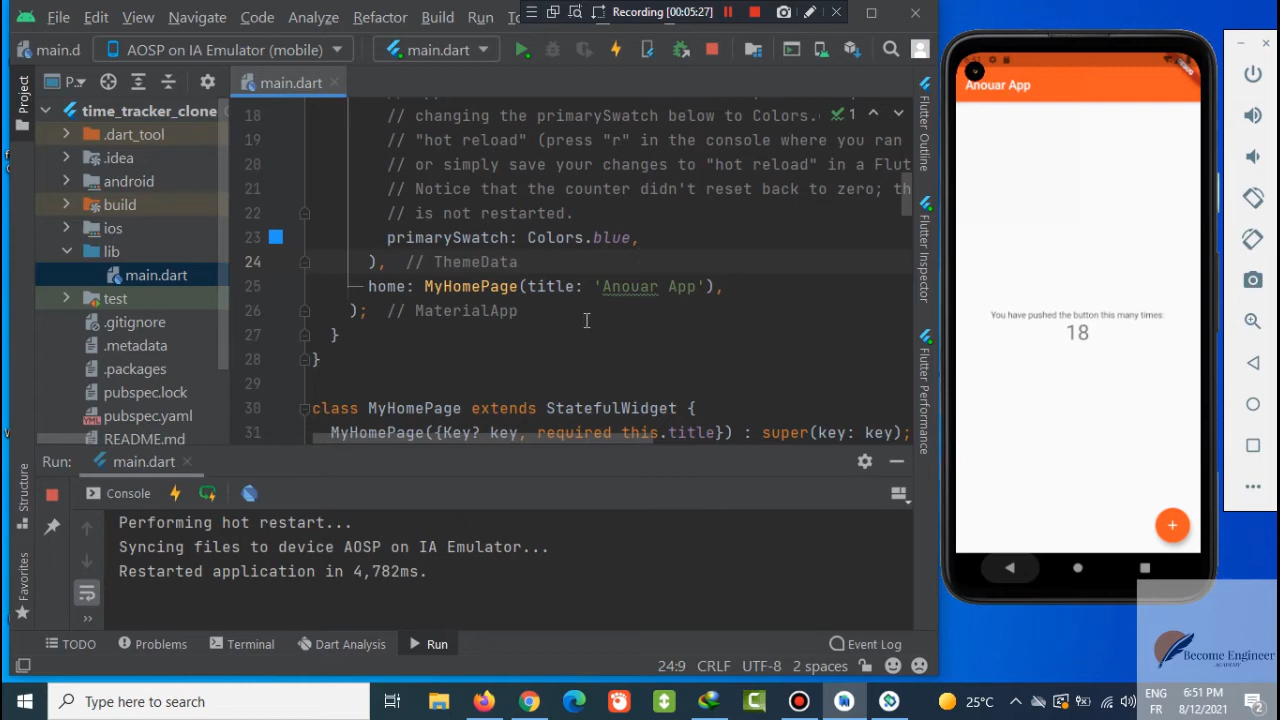 File Edit View Navigate Code Analyze Refactor Build Run
Recording [00:05:27]
main.d AOSP on IA Emulator (mobile) main.dart
Project P.. main.dart
time_tracker_clone
.dart_tool
.idea
android
build
ios
lib
main.dart
test
.gitignore
.metadata
.packages
pubspec.lock
pubspec.yaml
README.md
18 // changing the primarySwatch below to Colors. 1
19 // "hot reload" (press "r" in the console where you ran
20 // or simply save your changes to "hot reload" in a Flut
21 // Notice that the counter didn't reset back to zero; th
22 // is not restarted.
23 primarySwatch: Colors.blue,
24 ), // ThemeData
25 home: MyHomePage(title: 'Anouar App'),
26 ); // MaterialApp
27 }
28 }
29
30 class MyHomePage extends StatefulWidget {
31 MyHomePage({Key? key, required this.title}) : super(key: key);
Flutter Outline
Flutter Inspector
Flutter Performance
Run: main.dart
Console
Performing hot restart...
Syncing files to device AOSP on IA Emulator...
Restarted application in 4,782ms.
Structure
Favorites
TODO Problems Terminal Dart Analysis Run Event Log
24:9 CRLF UTF-8 2 spaces
Anouar App
You have pushed the button this many times:
18
+
Become Engineer
ACADEMY
Type here to search
25°C
ENG
FR
6:51 PM
8/12/2021
2